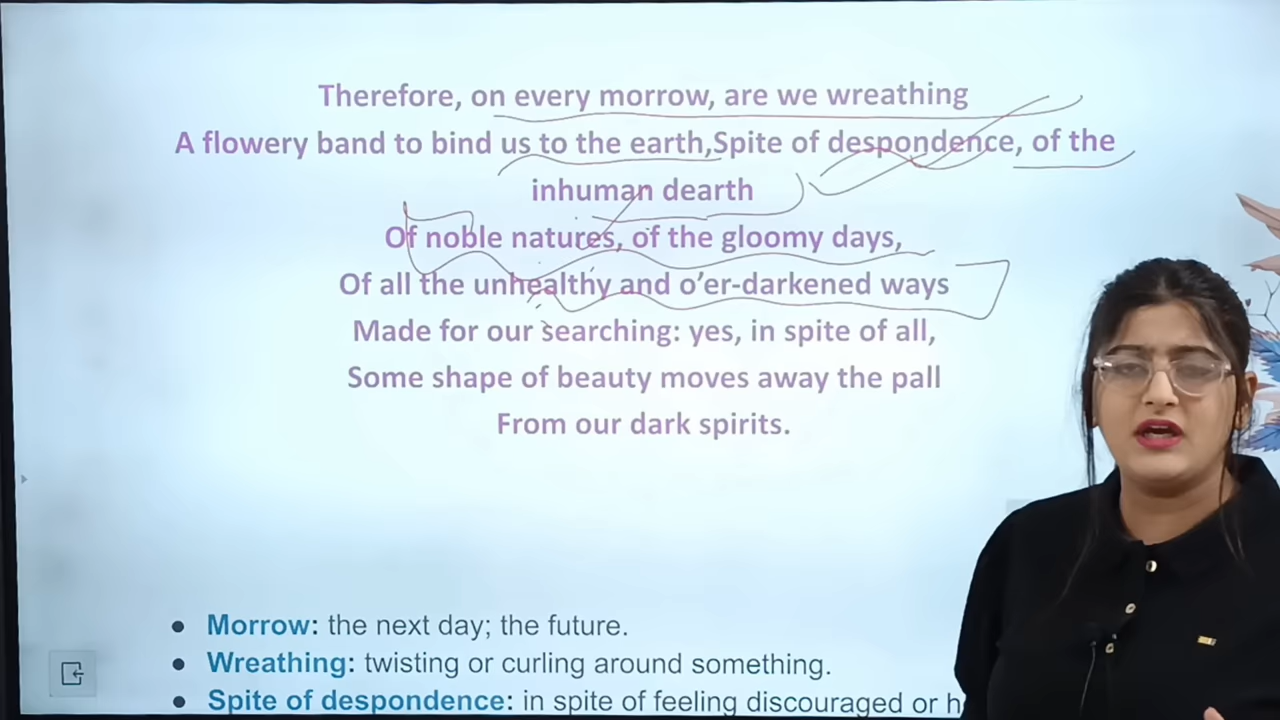 Therefore, on every morrow, are we wreathing
A flowery band to bind us to the earth,Spite of despondence, of the
inhuman dearth
Of noble natures, of the gloomy days,
Of all the unhealthy and o’er-darkened ways
Made for our searching: yes, in spite of all,
Some shape of beauty moves away the pall
From our dark spirits.
• Morrow: the next day; the future.
• Wreathing: twisting or curling around something.
• Spite of despondence: in spite of feeling discouraged or